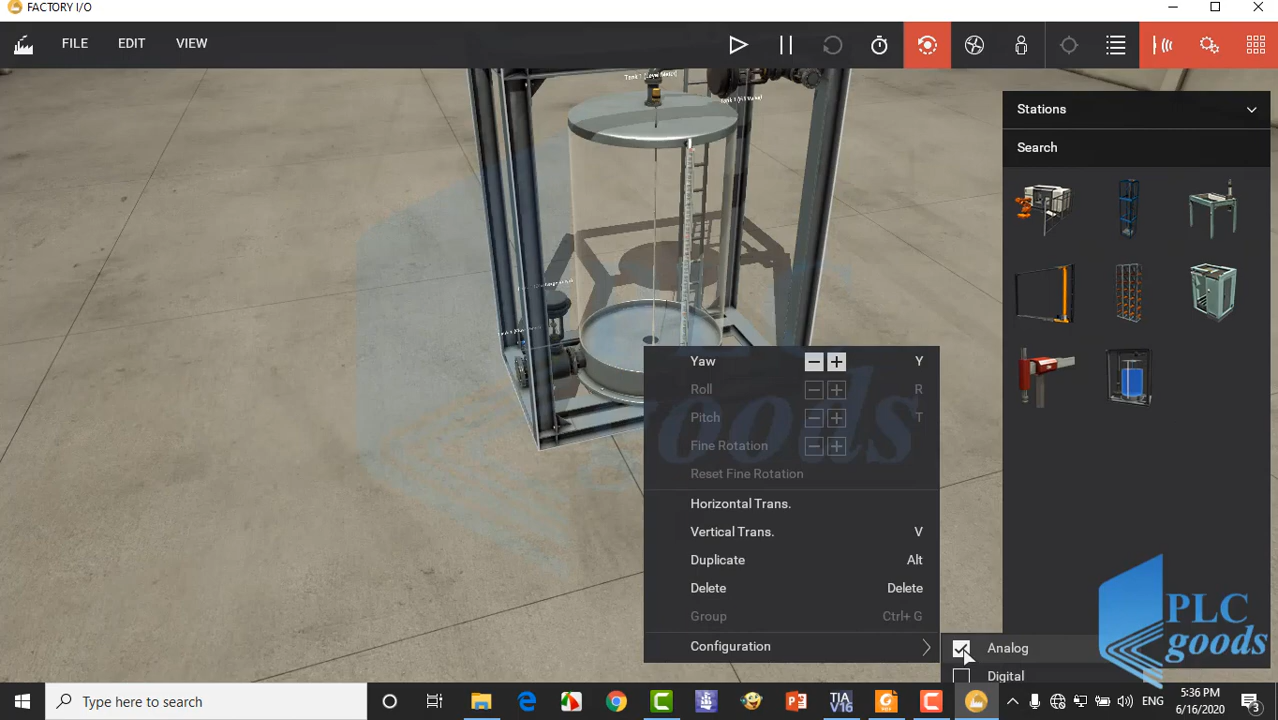 FACTORY I/O
FILE EDIT VIEW
Stations
Search
Yaw Y
Roll R
Pitch T
Fine Rotation
Reset Fine Rotation
Horizontal Trans.
Vertical Trans. V
Duplicate Alt
Delete Delete
Group Ctrl+ G
Configuration
Analog
Digital
PLC
goods
goods
Type here to search
TIA
V16
ENG
5:36 PM
6/16/2020
3